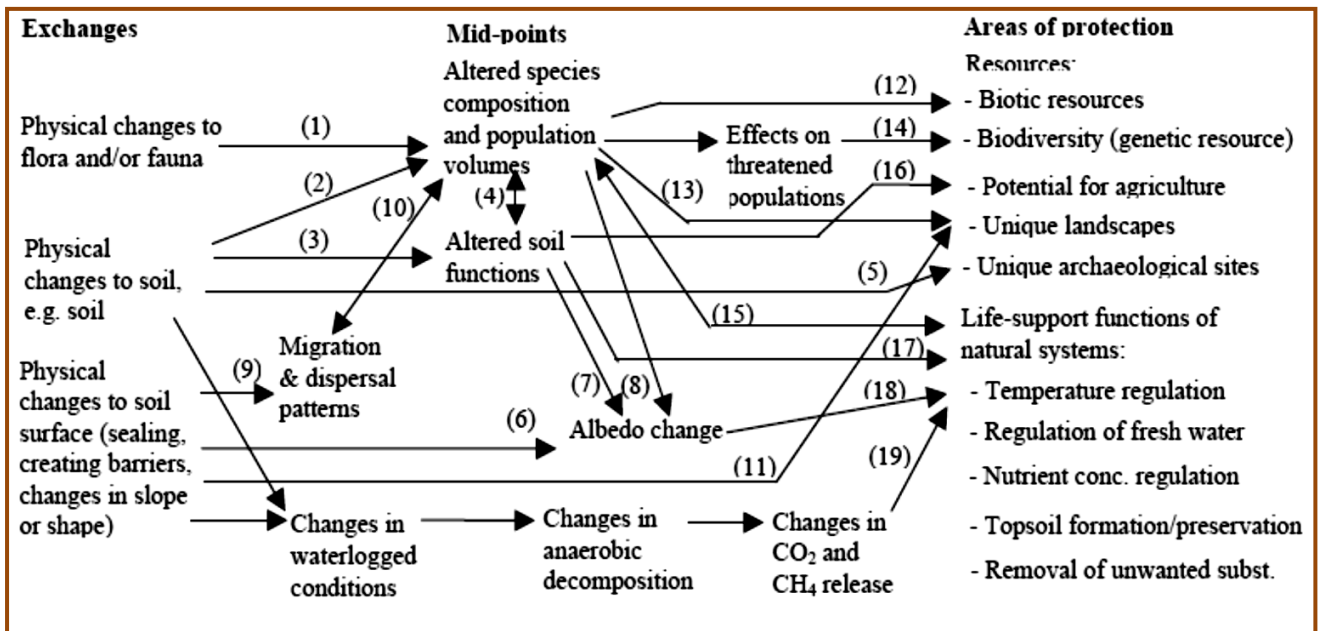 Exchanges
Physical changes to
flora and/or fauna
Physical
changes to soil,
e.g. soil
Physical
changes to soil
surface (sealing,
creating barriers,
changes in slope
or shape)
(1)
(2)
(3)
(10)
(9)
(6)
Migration
& dispersal
patterns
Changes in
waterlogged
conditions
Mid-points
Altered species
composition
and population
volumes
(4)
Altered soil
functions
(7)
(8)
Albedo change
Changes in
anaerobic
decomposition
Effects on
threatened
populations
(13)
(15)
(11)
Changes in
CO2 and
CH4 release
(12)
(14)
(16)
(5)
(17)
(18)
(19)
Areas of protection
Resources:
- Biotic resources
- Biodiversity (genetic resource)
- Potential for agriculture
- Unique landscapes
- Unique archaeological sites
Life-support functions of
natural systems:
- Temperature regulation
- Regulation of fresh water
- Nutrient conc. regulation
- Topsoil formation/preservation
- Removal of unwanted subst.